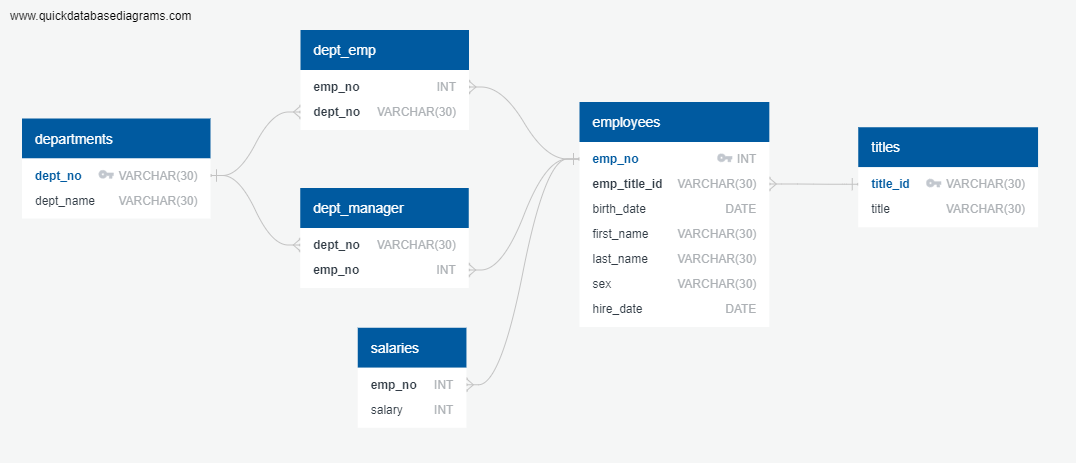 www.quickdatabasediagrams.com
dept_emp
emp_no INT
dept_no VARCHAR(30)
departments
dept_no VARCHAR(30)
dept_name VARCHAR(30)
dept_manager
dept_no VARCHAR(30)
emp_no INT
salaries
emp_no INT
salary INT
employees
emp_no INT
emp_title_id VARCHAR(30)
birth_date DATE
first_name VARCHAR(30)
last_name VARCHAR(30)
sex VARCHAR(30)
hire_date DATE
titles
title_id VARCHAR(30)
title VARCHAR(30)